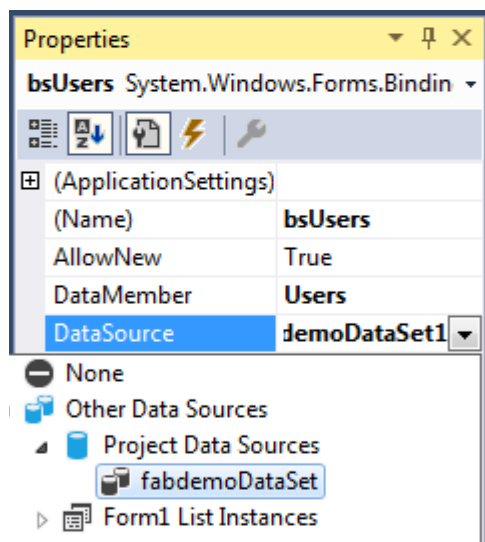 Properties
bsUsers System.Windows.Forms.Bindin
(ApplicationSettings)
(Name) bsUsers
AllowNew True
DataMember Users
DataSource demoDataSet1
None
Other Data Sources
Project Data Sources
fabdemoDataSet
Form1 List Instances